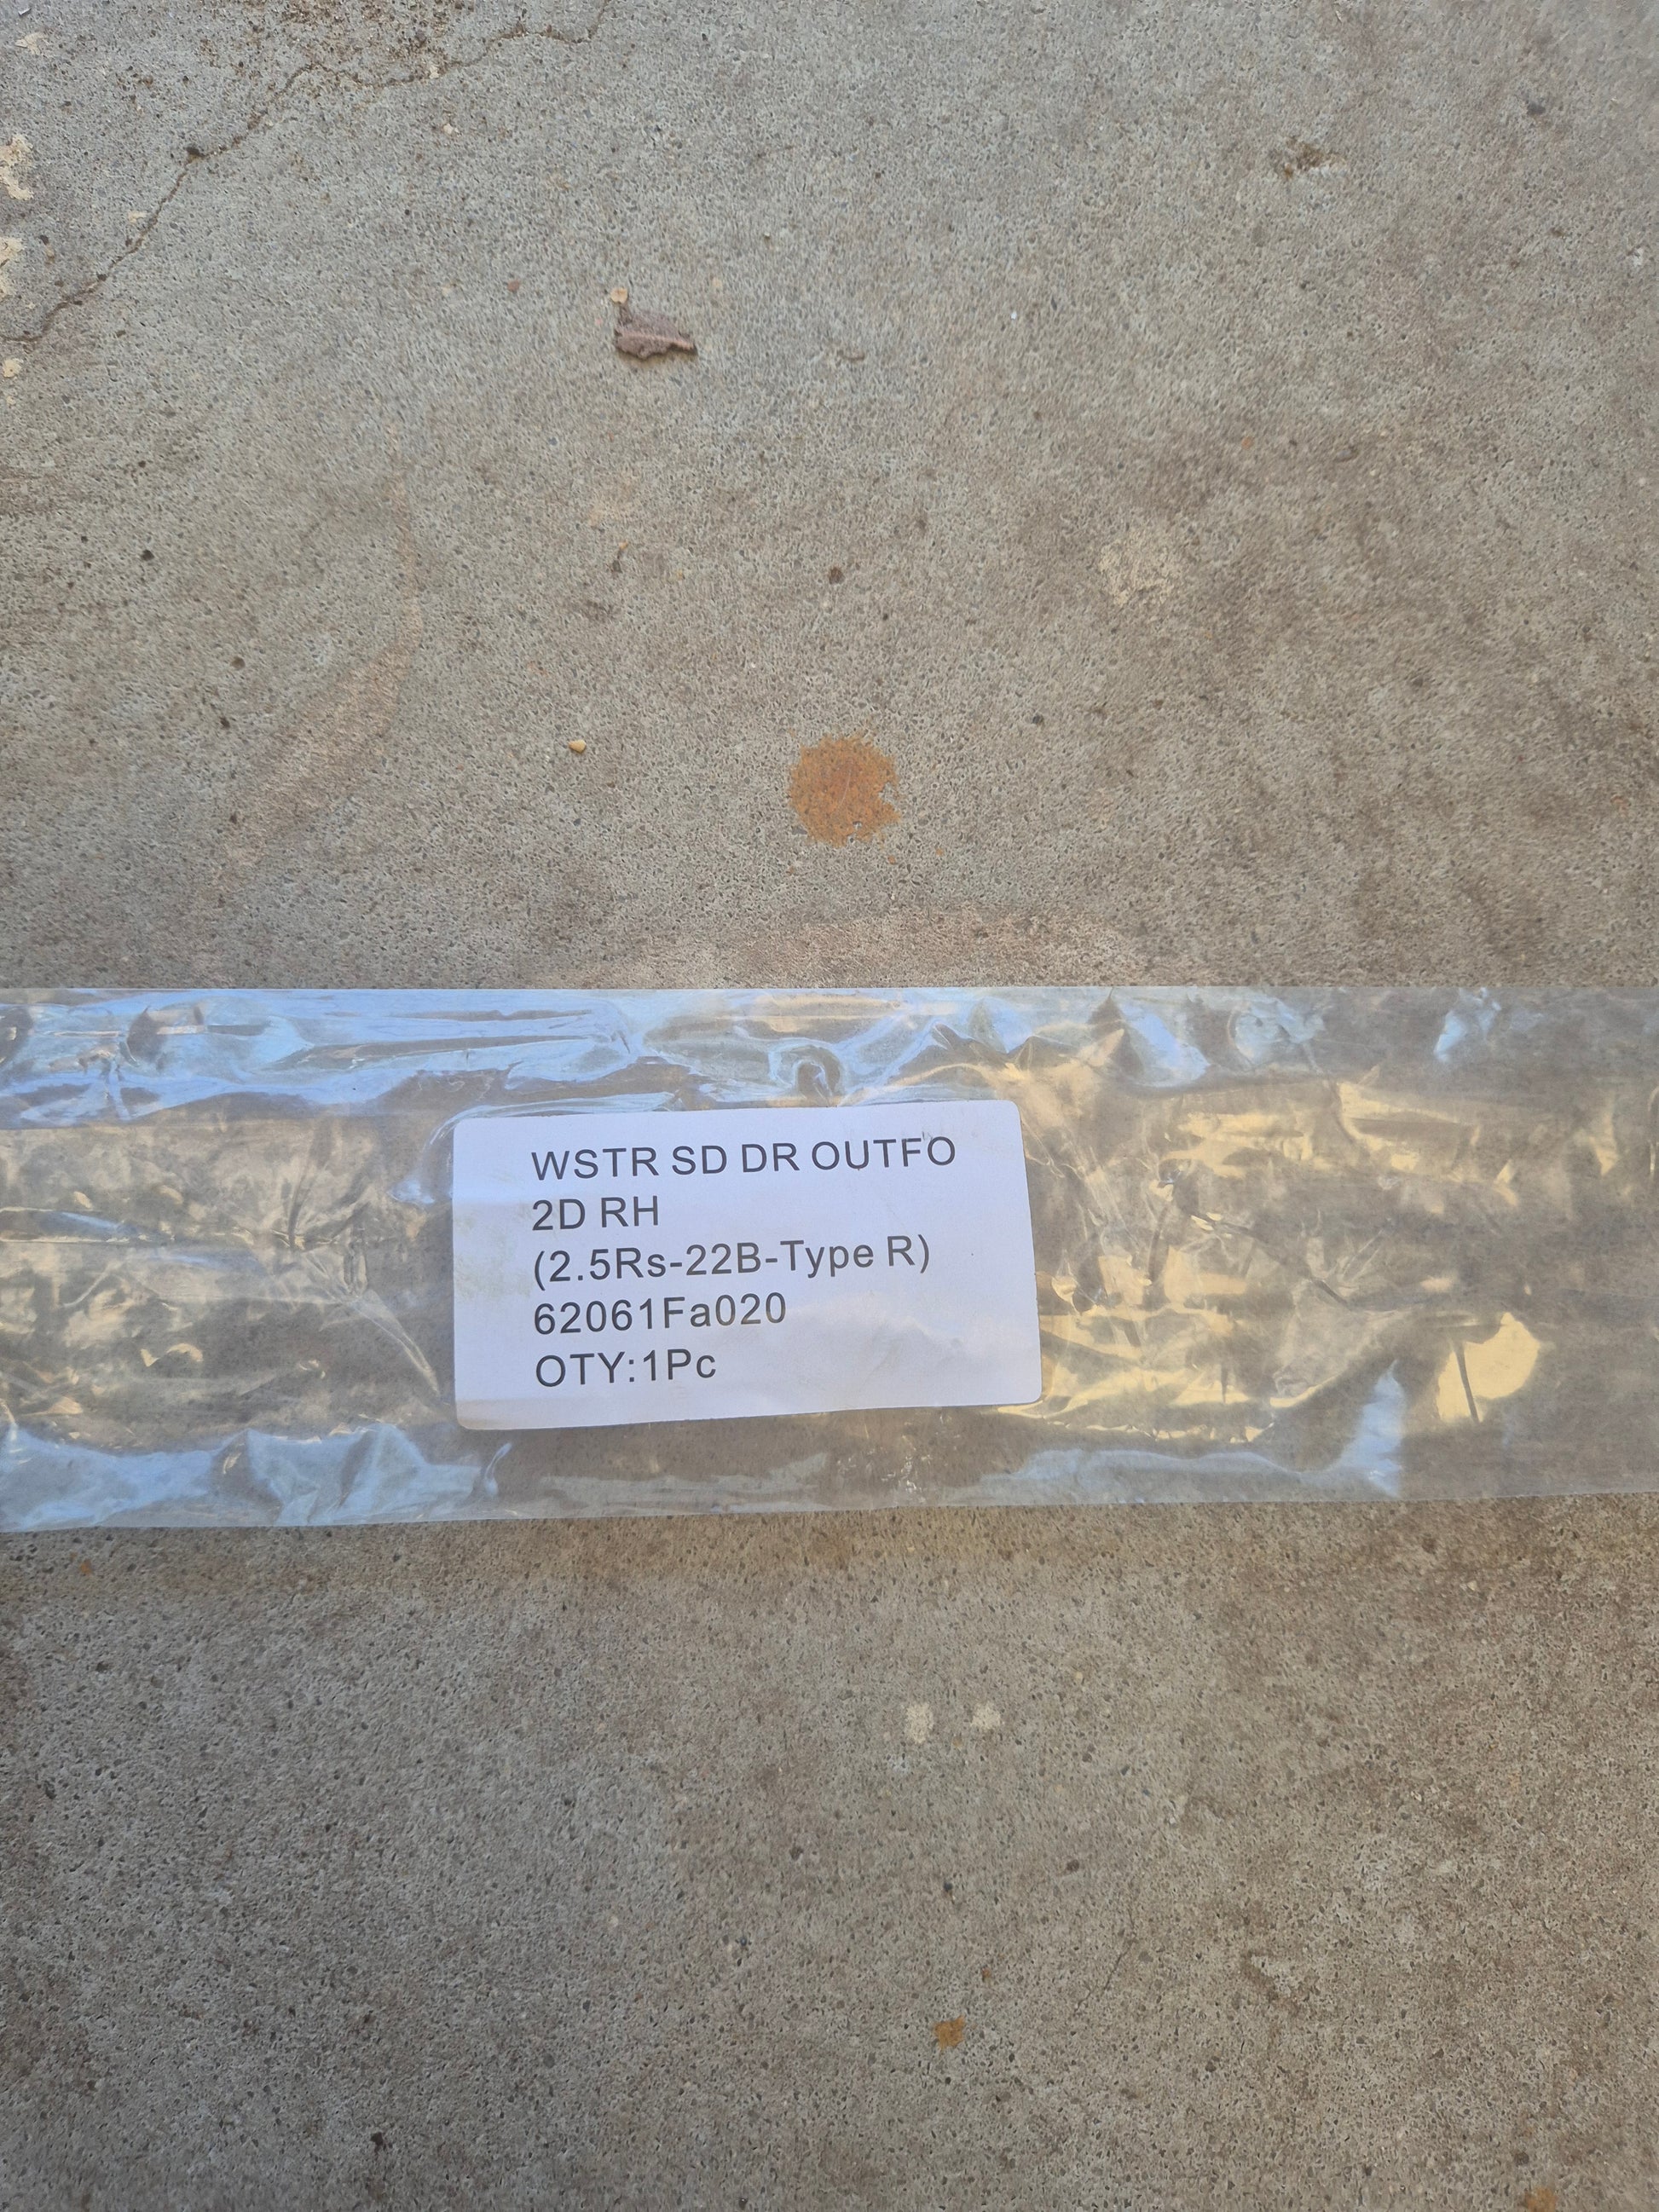 WSTR SD DR OUTFO
2D RH
(2.5Rs-22B-Type R)
62061Fa020
OTY:1Pc